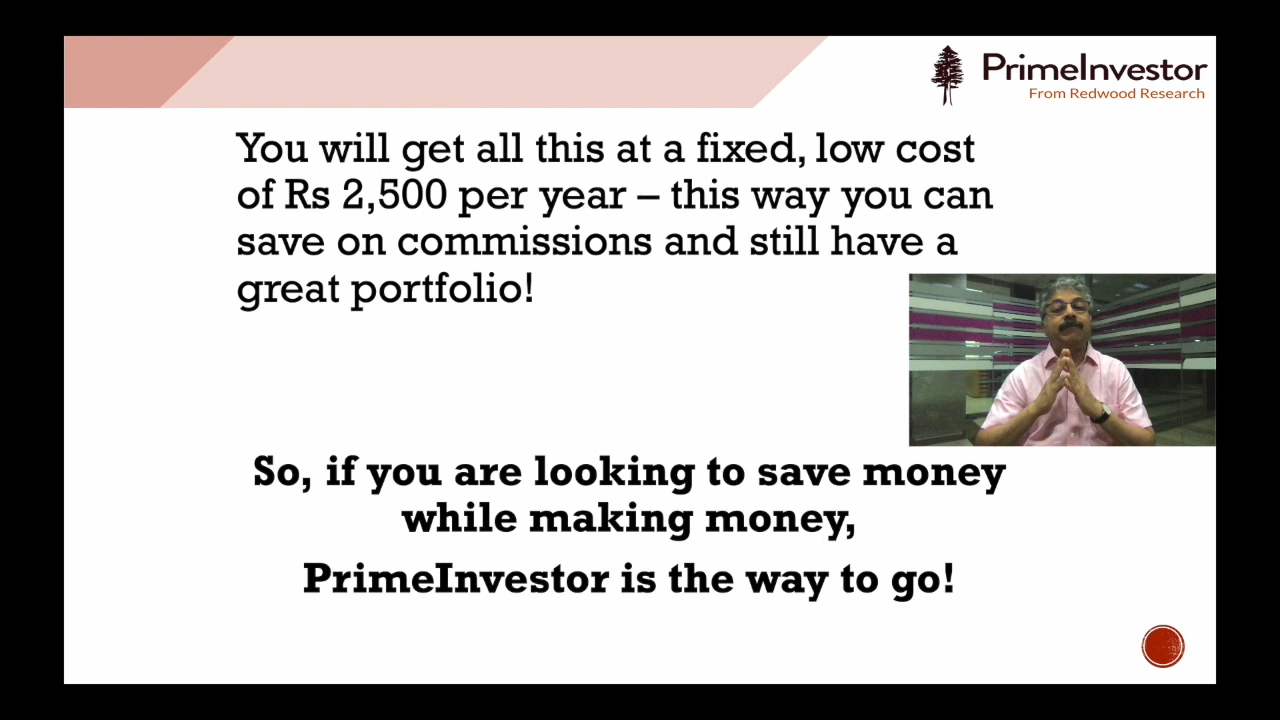 PrimeInvestor
From Redwood Research
You will get all this at a fixed, low cost
of Rs 2,500 per year – this way you can
save on commissions and still have a
great portfolio!
So, if you are looking to save money
while making money,
PrimeInvestor is the way to go!